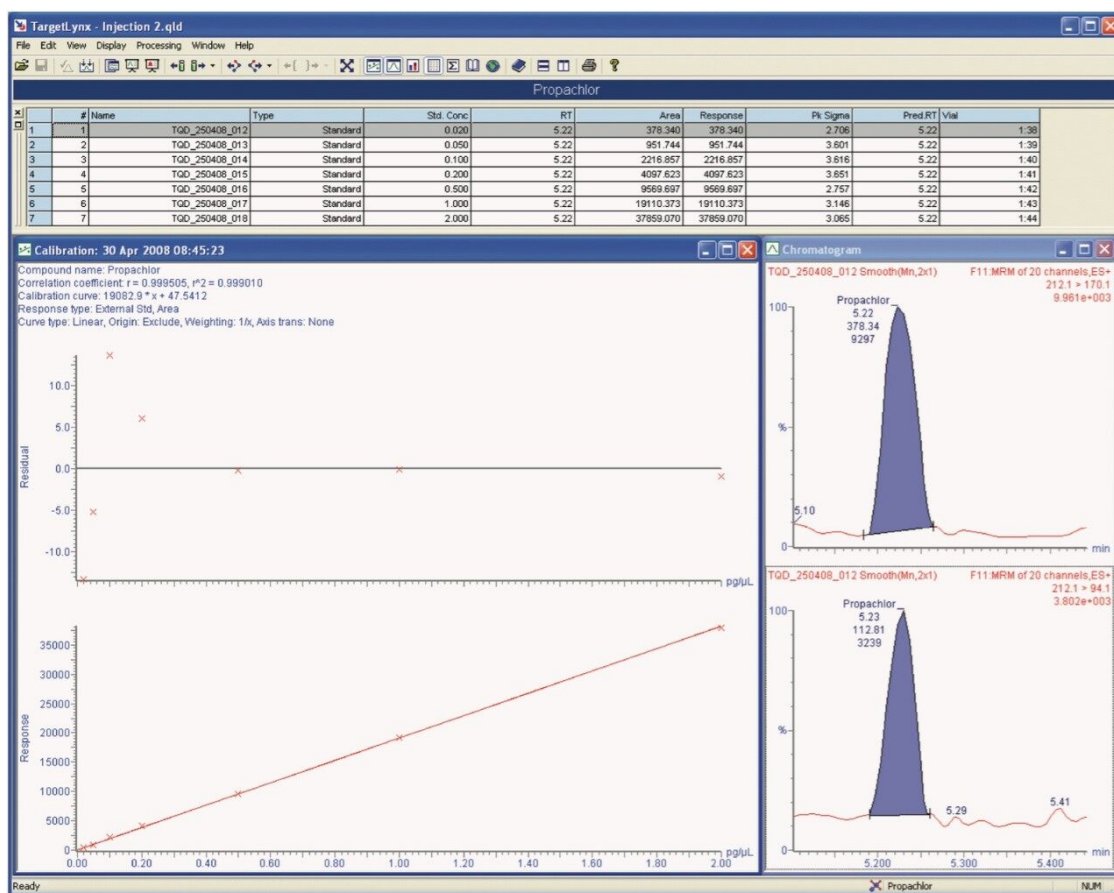 TargetLynx - Injection 2.qld
File Edit View Display Processing Window Help
Propachlor
# Name Type Std. Conc RT Area Response Pk Sigma Pred.RT Vial
1 1 TQD_250408_012 Standard 0.020 5.22 378.340 378.340 2.706 5.22 1:38
2 2 TQD_250408_013 Standard 0.050 5.22 951.744 951.744 3.601 5.22 1:39
3 3 TQD_250408_014 Standard 0.100 5.22 2216.857 2216.857 3.616 5.22 1:40
4 4 TQD_250408_015 Standard 0.200 5.22 4097.623 4097.623 3.651 5.22 1:41
5 5 TQD_250408_016 Standard 0.500 5.22 9569.697 9569.697 2.757 5.22 1:42
6 6 TQD_250408_017 Standard 1.000 5.22 19110.373 19110.373 3.146 5.22 1:43
7 7 TQD_250408_018 Standard 2.000 5.22 37859.070 37859.070 3.065 5.22 1:44
Calibration: 30 Apr 2008 08:45:23
Compound name: Propachlor
Correlation coefficient: r = 0.999505, r^2 = 0.999010
Calibration curve: 19082.9 * x + 47.5412
Response type: External Std, Area
Curve type: Linear, Origin: Exclude, Weighting: 1/x, Axis trans: None
10.0
5.0
0.0
-5.0
-10.0
Residual
pg/µL
35000
30000
25000
20000
15000
10000
5000
0
Response
0.00 0.20 0.40 0.60 0.80 1.00 1.20 1.40 1.60 1.80 2.00
pg/µL
Chromatogram
TQD_250408_012 Smooth(Mn,2x1) F11:MRM of 20 channels,ES+
212.1 > 170.1
9.961e+003
Propachlor
5.22
378.34
9297
100
%
0
5.10
min
TQD_250408_012 Smooth(Mn,2x1) F11:MRM of 20 channels,ES+
212.1 > 94.1
3.802e+003
Propachlor
5.23
112.81
3239
100
%
0
5.29
5.41
5.200 5.300 5.400
min
Ready Propachlor NUM